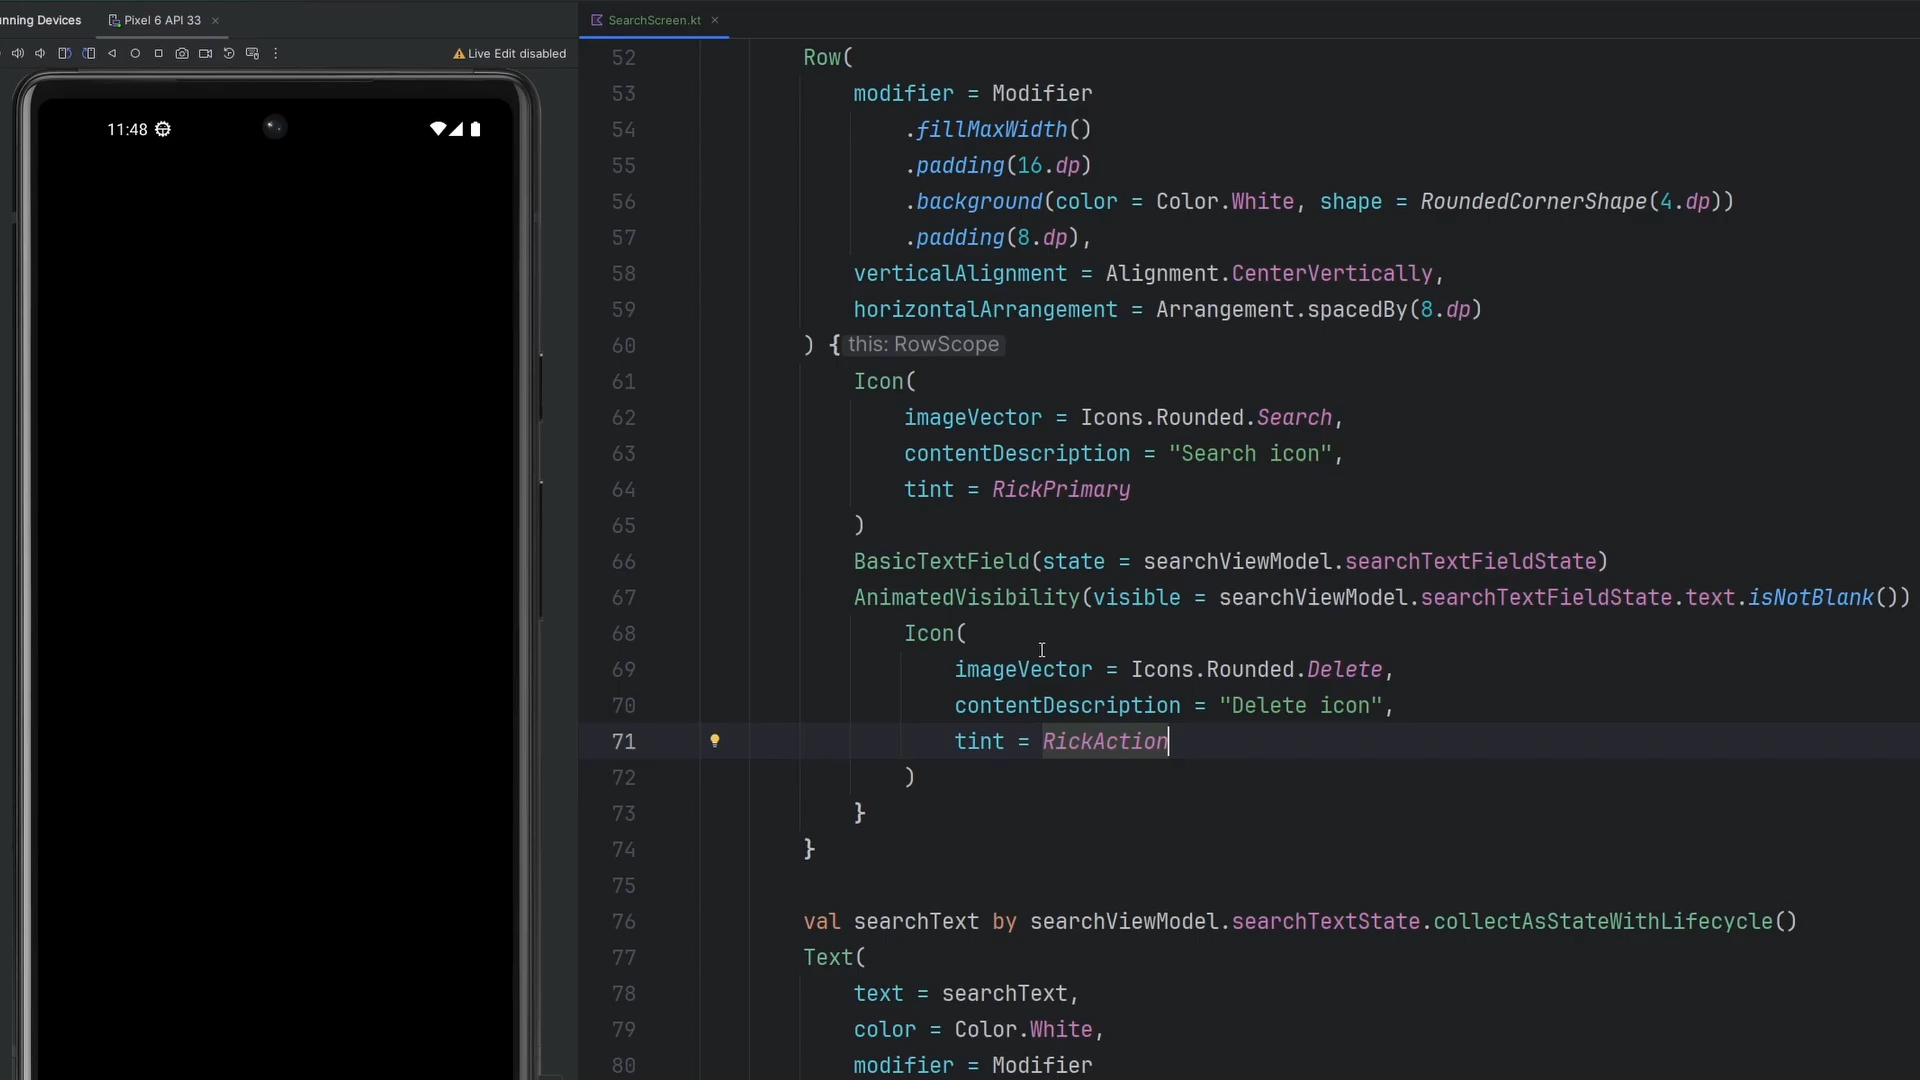 nning Devices
Pixel 6 API 33
SearchScreen.kt
Live Edit disabled
11:48
52 Row(
53 modifier = Modifier
54 .fillMaxWidth()
55 .padding(16.dp)
56 .background(color = Color.White, shape = RoundedCornerShape(4.dp))
57 .padding(8.dp),
58 verticalAlignment = Alignment.CenterVertically,
59 horizontalArrangement = Arrangement.spacedBy(8.dp)
60 ) { this: RowScope
61 Icon(
62 imageVector = Icons.Rounded.Search,
63 contentDescription = "Search icon",
64 tint = RickPrimary
65 )
66 BasicTextField(state = searchViewModel.searchTextFieldState)
67 AnimatedVisibility(visible = searchViewModel.searchTextFieldState.text.isNotBlank())
68 Icon(
69 imageVector = Icons.Rounded.Delete,
70 contentDescription = "Delete icon",
71 tint = RickAction
72 )
73 }
74 }
75
76 val searchText by searchViewModel.searchTextState.collectAsStateWithLifecycle()
77 Text(
78 text = searchText,
79 color = Color.White,
80 modifier = Modifier